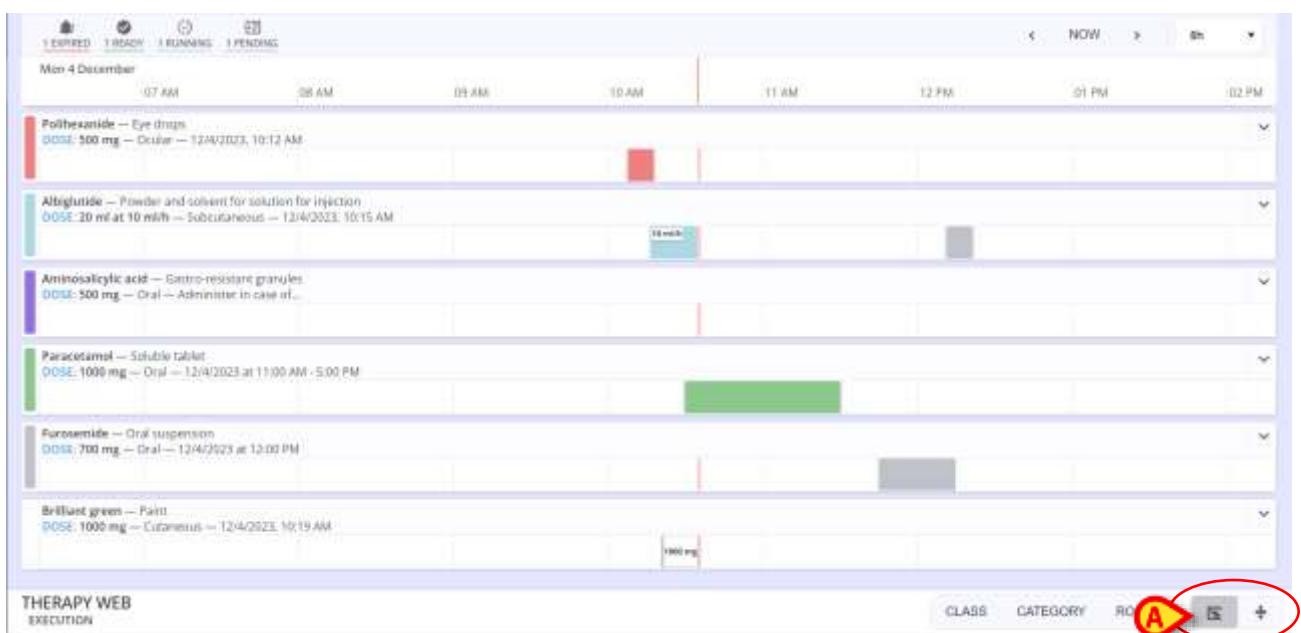 1 EXPIRED 1 READY 1 RUNNING 1 PENDING
< NOW > 8h
Mon 4 December
07 AM 08 AM 09 AM 10 AM 11 AM 12 PM 01 PM 02 PM
Polihexanide — Eye drops
DOSE: 500 mg — Ocular — 12/4/2023, 10:12 AM
Albiglutide — Powder and solvent for solution for injection
DOSE: 20 ml at 10 ml/h — Subcutaneous — 12/4/2023, 10:15 AM
10 ml/h
Aminosalicylic acid — Gastro-resistant granules
DOSE: 500 mg — Oral — Administer in case of...
Paracetamol — Soluble tablet
DOSE: 1000 mg — Oral — 12/4/2023 at 11:00 AM - 5:00 PM
Furosemide — Oral suspension
DOSE: 700 mg — Oral — 12/4/2023 at 12:00 PM
Brilliant green — Paint
DOSE: 1000 mg — Cutaneous — 12/4/2023, 10:19 AM
1000 mg
THERAPY WEB
EXECUTION
CLASS CATEGORY RO
A